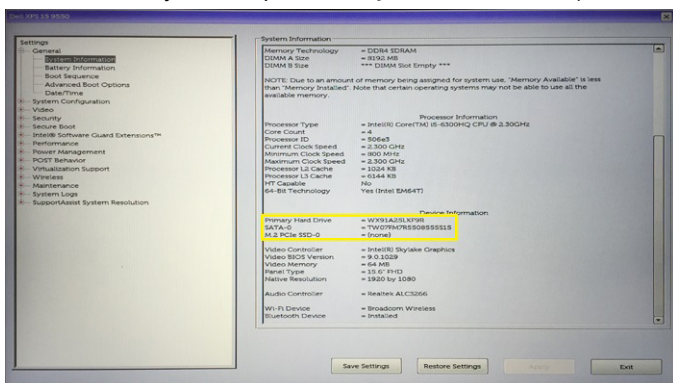 Dell XPS 15 9550
Settings
General
System Information
Battery Information
Boot Sequence
Advanced Boot Options
Date/Time
System Configuration
Video
Security
Secure Boot
Intel® Software Guard Extensions™
Performance
Power Management
POST Behavior
Virtualization Support
Wireless
Maintenance
System Logs
SupportAssist System Resolution
System Information
Memory Technology = DDR4 SDRAM
DIMM A Size = 8192 MB
DIMM B Size *** DIMM Slot Empty ***
NOTE: Due to an amount of memory being assigned for system use, "Memory Available" is less
than "Memory Installed". Note that certain operating systems may not be able to use all the
available memory.
Processor Information
Processor Type = Intel(R) Core(TM) i5-6300HQ CPU @ 2.30GHz
Core Count = 4
Processor ID = 506e3
Current Clock Speed = 2.300 GHz
Minimum Clock Speed = 800 MHz
Maximum Clock Speed = 2.300 GHz
Processor L2 Cache = 1024 KB
Processor L3 Cache = 6144 KB
HT Capable No
64-Bit Technology Yes (Intel EM64T)
Device Information
Primary Hard Drive = WX91A25LKF9R
SATA-0 = TW07FM7R5508555515
M.2 PCIe SSD-0 = {none}
Video Controller = Intel(R) Skylake Graphics
Video BIOS Version = 9.0.1029
Video Memory = 64 MB
Panel Type = 15.6" FHD
Native Resolution = 1920 by 1080
Audio Controller = Realtek ALC3266
Wi-Fi Device = Broadcom Wireless
Bluetooth Device = Installed
Save Settings
Restore Settings
Apply
Exit